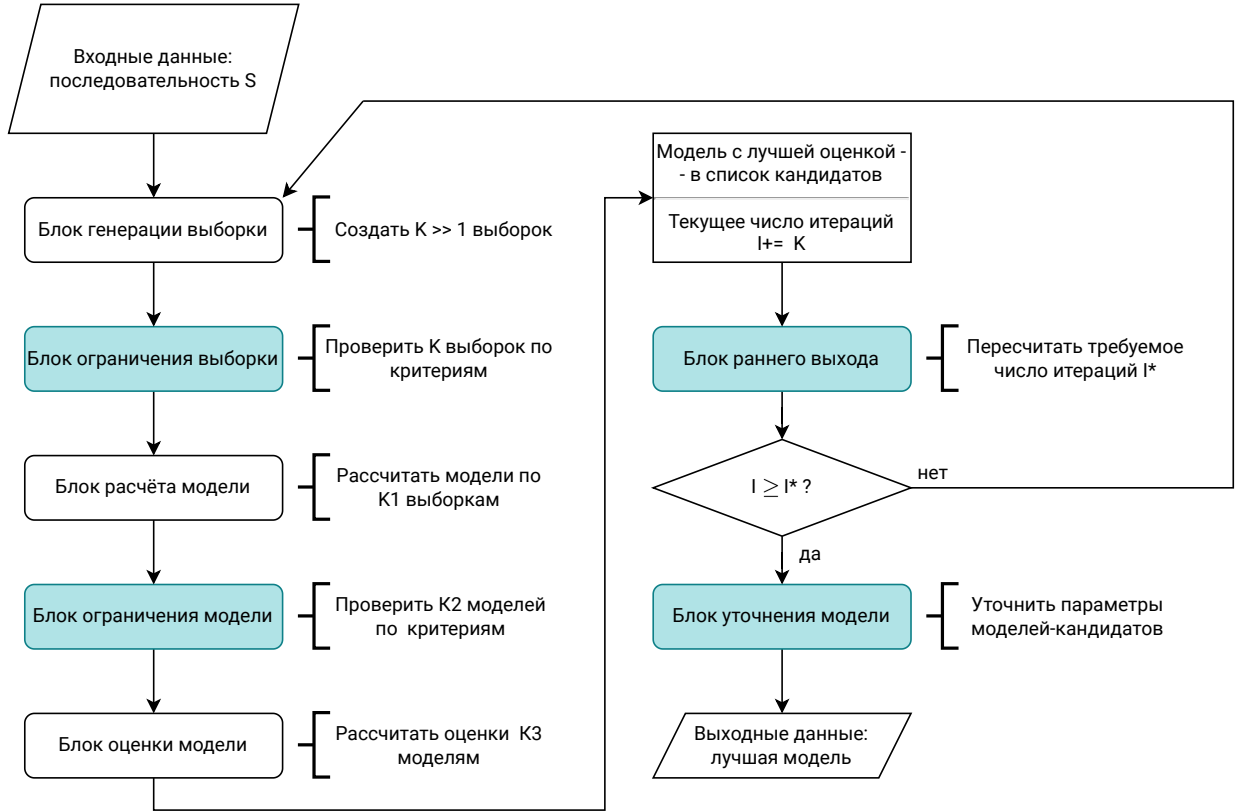 Входные данные:
последовательность S
Блок генерации выборки
Создать K >> 1 выборок
Блок ограничения выборки
Проверить K выборок по
критериям
Блок расчёта модели
Рассчитать модели по
K1 выборкам
Блок ограничения модели
Проверить K2 моделей
по критериям
Блок оценки модели
Рассчитать оценки K3
моделям
Модель с лучшей оценкой -
- в список кандидатов
Текущее число итераций
I+= K
Блок раннего выхода
Пересчитать требуемое
число итераций I*
I ≥ I* ?
нет
да
Блок уточнения модели
Уточнить параметры
моделей-кандидатов
Выходные данные:
лучшая модель